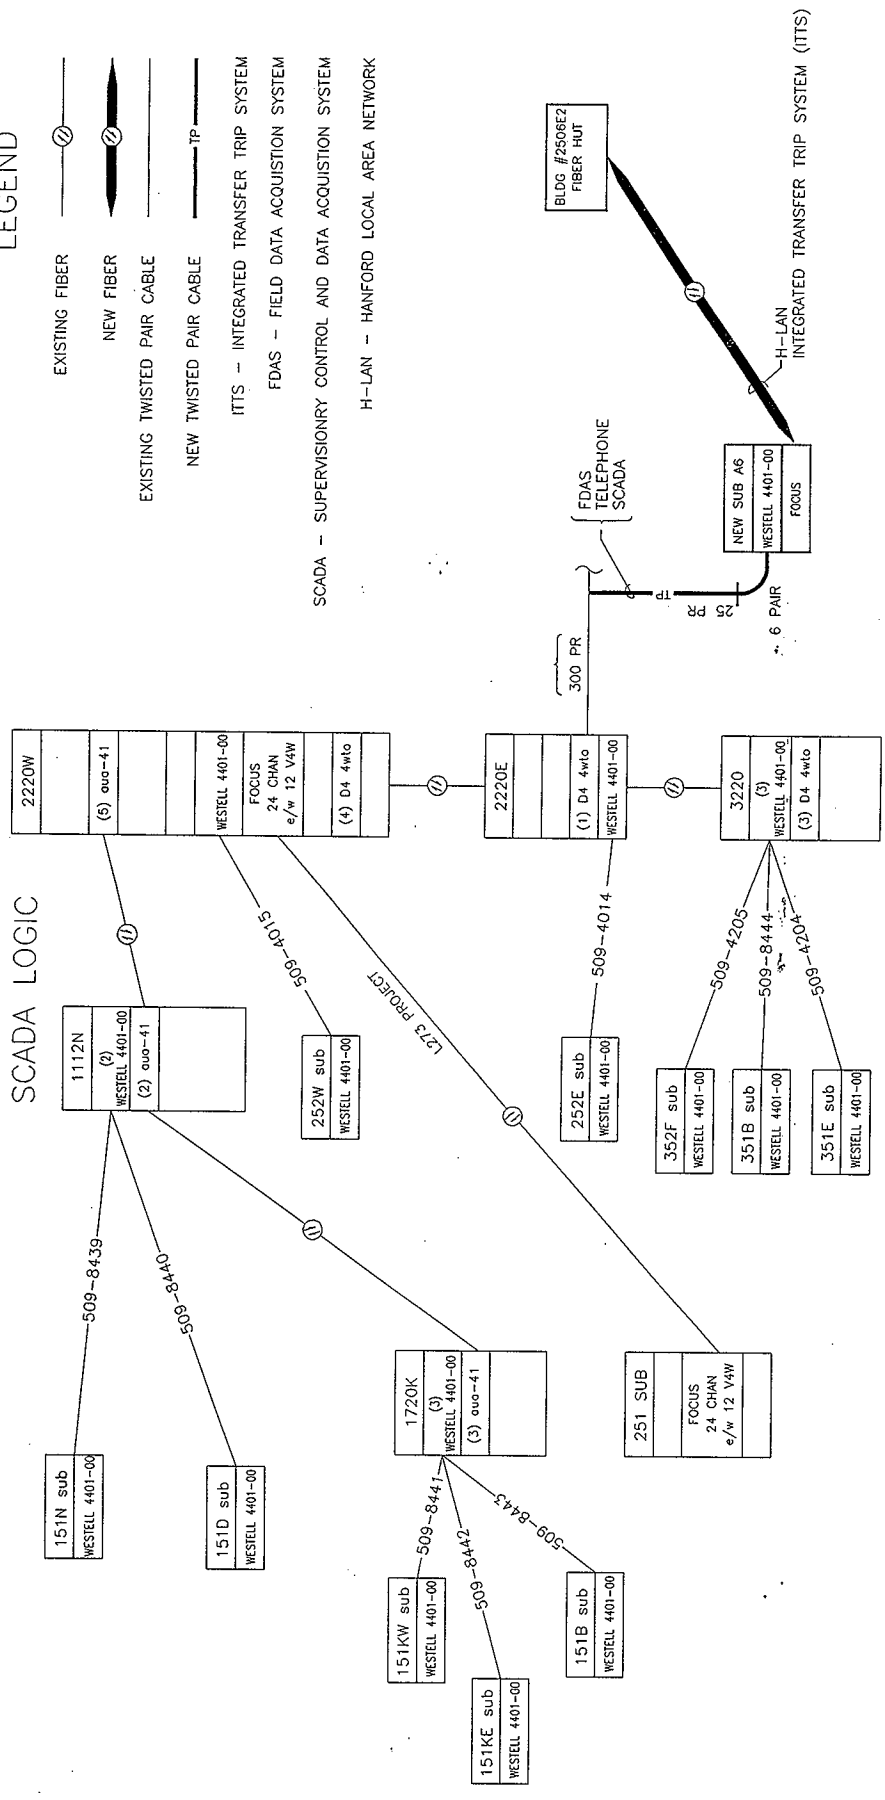 SCADA LOGIC
LEGEND
EXISTING FIBER
NEW FIBER
EXISTING TWISTED PAIR CABLE
NEW TWISTED PAIR CABLE
TP
ITTS - INTEGRATED TRANSFER TRIP SYSTEM
FDAS - FIELD DATA ACQUISTION SYSTEM
SCADA - SUPERVISIONRY CONTROL AND DATA ACQUISTION SYSTEM
H-LAN - HANFORD LOCAL AREA NETWORK
151N sub
WESTELL 4401-00
509-8439
151D sub
WESTELL 4401-00
509-8440
1112N
(2)
WESTELL 4401-00
(2) aua-41
2220W
(5) aua-41
WESTELL 4401-00
FOCUS
24 CHAN
e/w 12 V4W
(4) D4 4wto
252W sub
WESTELL 4401-00
509-4015
L273 PROJECT
151KW sub
WESTELL 4401-00
509-8441
151KE sub
WESTELL 4401-00
509-8442
151B sub
WESTELL 4401-00
509-8443
1720K
(3)
WESTELL 4401-00
(3) aua-41
251 SUB
FOCUS
24 CHAN
e/w 12 V4W
252E sub
WESTELL 4401-00
509-4014
2220E
(1) D4 4wto
WESTELL 4401-00
300 PR
FDAS
TELEPHONE
SCADA
TP
25 PR
6 PAIR
NEW SUB A6
WESTELL 4401-00
FOCUS
BLDG #2506E2
FIBER HUT
H-LAN
INTEGRATED TRANSFER TRIP SYSTEM (ITTS)
352F sub
WESTELL 4401-00
509-4205
351B sub
WESTELL 4401-00
509-8444
351E sub
WESTELL 4401-00
509-4204
3220
(3)
WESTELL 4401-00
(3) D4 4wto